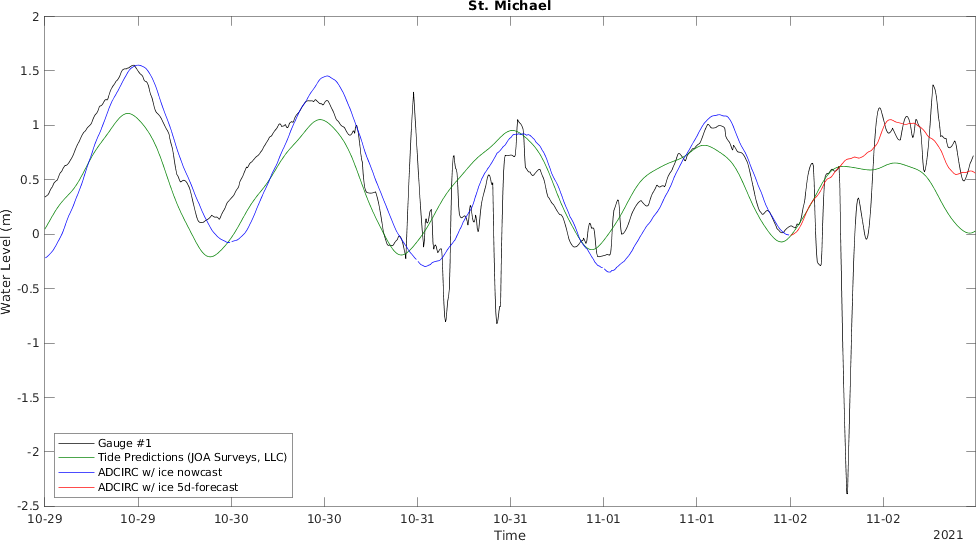 St. Michael
2
1.5
1
0.5
0
-0.5
-1
-1.5
-2
-2.5
Water Level (m)
Gauge #1
Tide Predictions (JOA Surveys, LLC)
ADCIRC w/ ice nowcast
ADCIRC w/ ice 5d-forecast
10-29 10-29 10-30 10-30 10-31 10-31 11-01 11-01 11-02 11-02
Time
2021